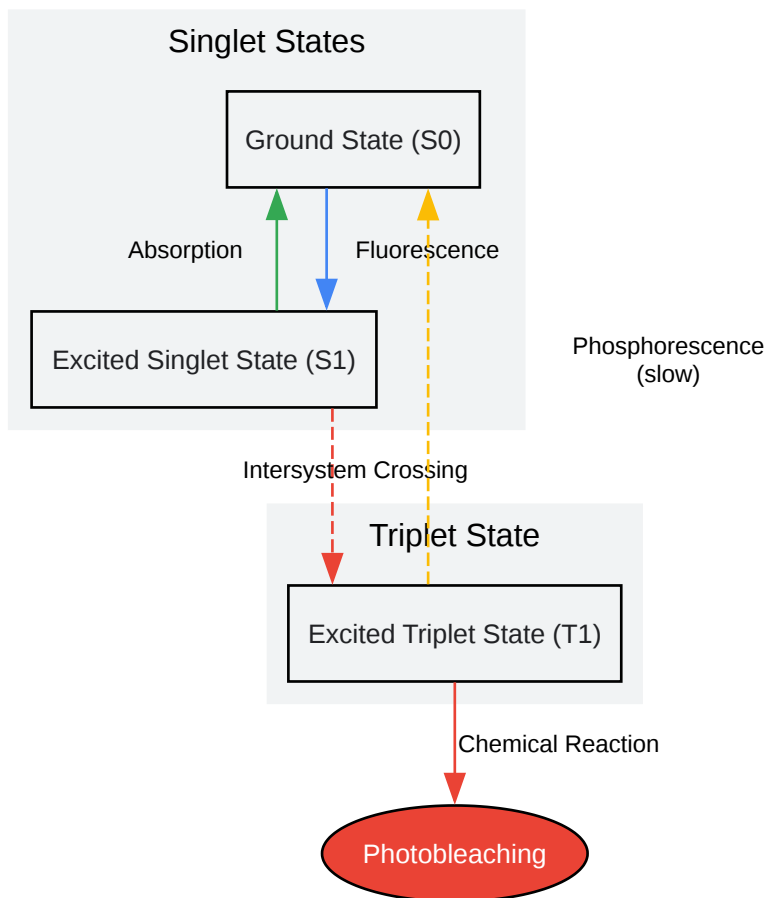 Singlet States
Ground State (S0)
Absorption
Fluorescence
Excited Singlet State (S1)
Phosphorescence
(slow)
Intersystem Crossing
Triplet State
Excited Triplet State (T1)
Chemical Reaction
Photobleaching